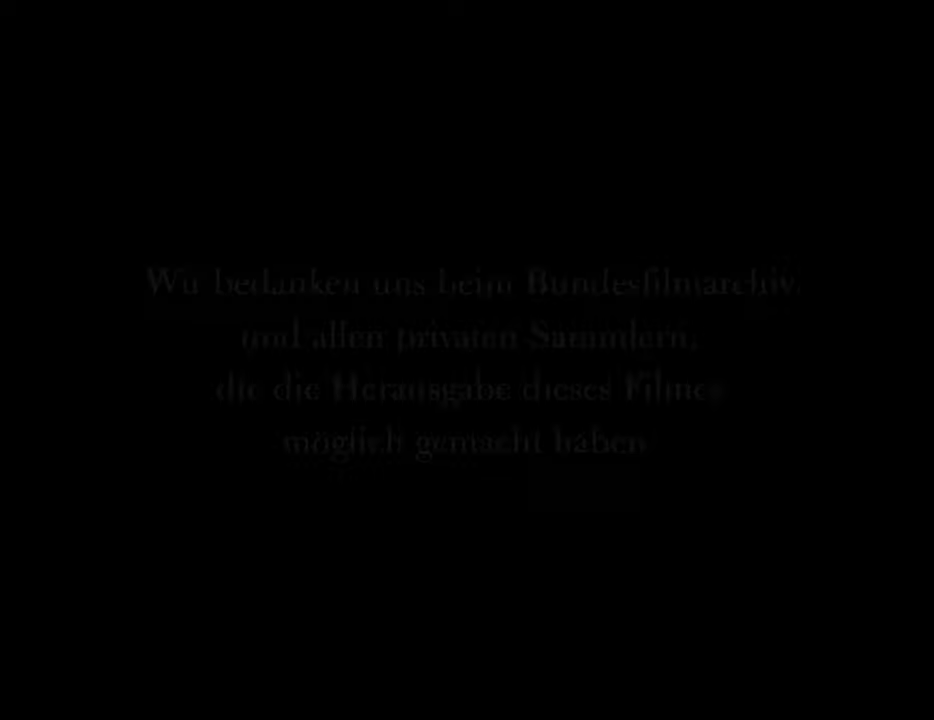 Wir bedanken uns beim Bundesfilmarchiv
und allen privaten Sammlern,
die die Herausgabe dieses Filmes
möglich gemacht haben